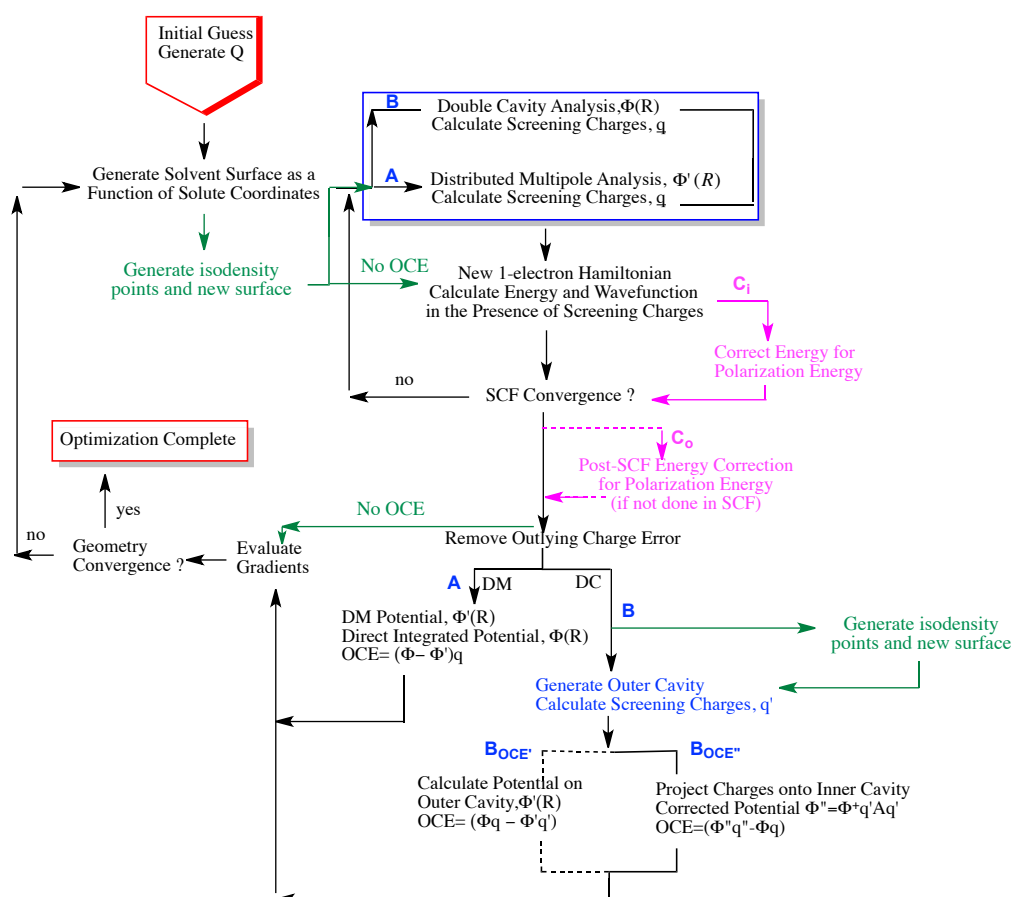 Initial Guess
Generate Q
B
Double Cavity Analysis,Φ(R)
Calculate Screening Charges, q
A
Distributed Multipole Analysis, Φ'(R)
Calculate Screening Charges, q
Generate Solvent Surface as a
Function of Solute Coordinates
Generate isodensity
points and new surface
No OCE
New 1-electron Hamiltonian
Calculate Energy and Wavefunction
in the Presence of Screening Charges
Ci
Correct Energy for
Polarization Energy
no
SCF Convergence ?
Optimization Complete
Co
Post-SCF Energy Correction
for Polarization Energy
(if not done in SCF)
yes
No OCE
no
Geometry
Convergence ?
Evaluate
Gradients
Remove Outlying Charge Error
A
DM
DC
B
DM Potential, Φ'(R)
Direct Integrated Potential, Φ(R)
OCE= (Φ– Φ')q
Generate isodensity
points and new surface
Generate Outer Cavity
Calculate Screening Charges, q'
BOCE'
BOCE"
Calculate Potential on
Outer Cavity,Φ'(R)
OCE= (Φq – Φ'q')
Project Charges onto Inner Cavity
Corrected Potential Φ"=Φ+q'Aq'
OCE=(Φ"q"-Φq)